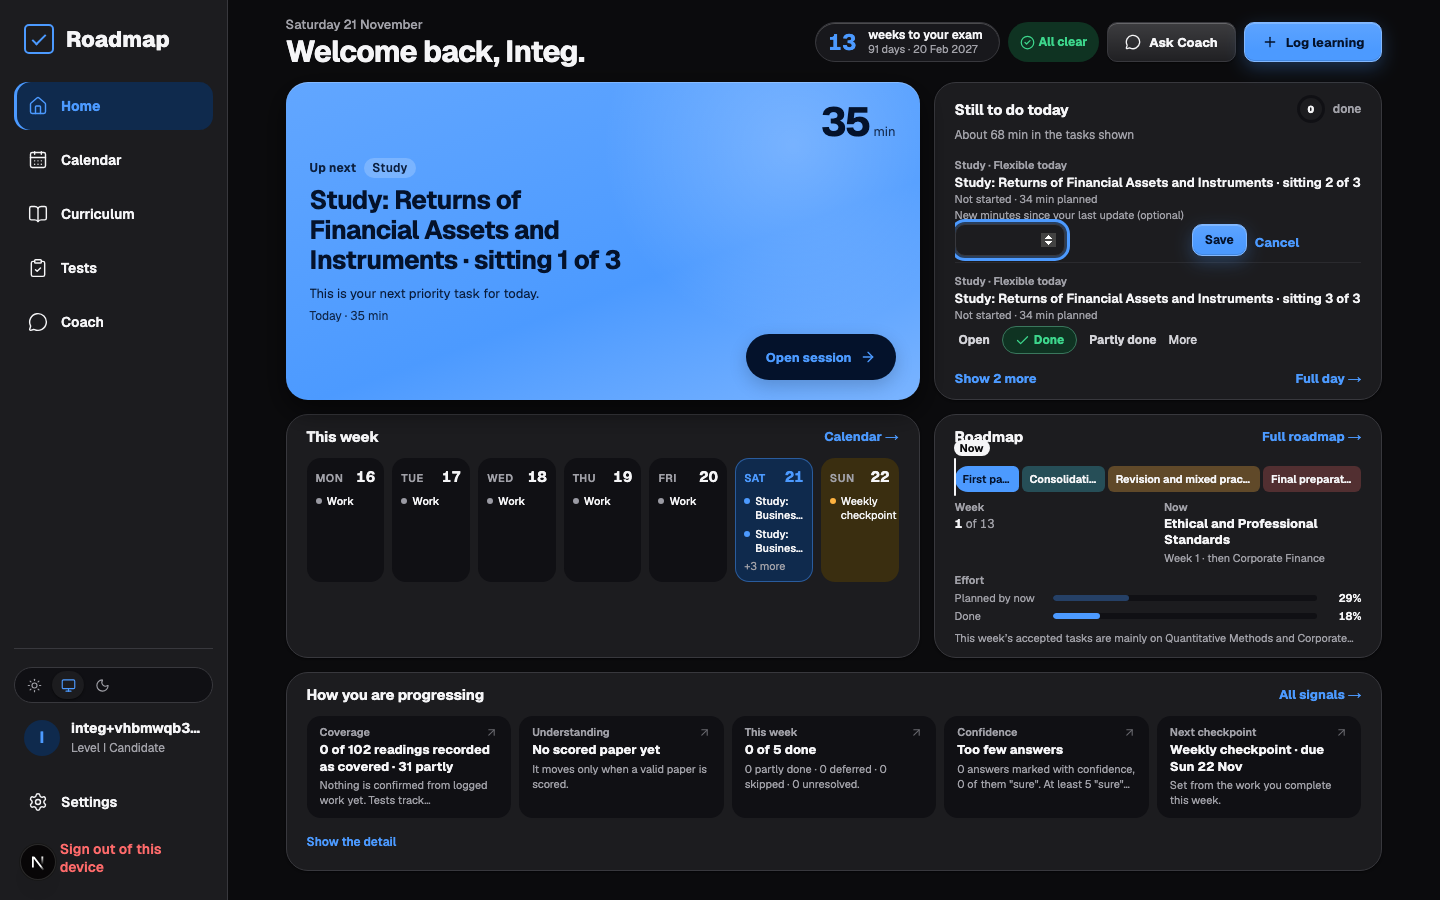 Roadmap
Home
Calendar
Curriculum
Tests
Coach
integ+vhbmwqb3...
I
Level I Candidate
Settings
N
Sign out of this
device
Saturday 21 November
Welcome back, Integ.
13
weeks to your exam
91 days · 20 Feb 2027
All clear
Ask Coach
Log learning
35 min
Up next
Study
Study: Returns of
Financial Assets and
Instruments · sitting 1 of 3
This is your next priority task for today.
Today · 35 min
Open session →
Still to do today
0 done
About 68 min in the tasks shown
Study · Flexible today
Study: Returns of Financial Assets and Instruments · sitting 2 of 3
Not started · 34 min planned
New minutes since your last update (optional)
Save
Cancel
Study · Flexible today
Study: Returns of Financial Assets and Instruments · sitting 3 of 3
Not started · 34 min planned
Open
Done
Partly done
More
Show 2 more
Full day →
This week
Calendar →
MON 16
Work
TUE 17
Work
WED 18
Work
THU 19
Work
FRI 20
Work
SAT 21
Study:
Busines...
Study:
Busines...
+3 more
SUN 22
Weekly
checkpoint
Roadmap
Full roadmap →
Now
First pa...
Consolidati...
Revision and mixed prac...
Final preparat...
Week
1 of 13
Now
Ethical and Professional
Standards
Week 1 · then Corporate Finance
Effort
Planned by now
29%
Done
18%
This week's accepted tasks are mainly on Quantitative Methods and Corporate...
How you are progressing
All signals →
Coverage
0 of 102 readings recorded
as covered · 31 partly
Nothing is confirmed from logged
work yet. Tests track...
Understanding
No scored paper yet
It moves only when a valid paper is
scored.
This week
0 of 5 done
0 partly done · 0 deferred · 0
skipped · 0 unresolved.
Confidence
Too few answers
0 answers marked with confidence,
0 of them "sure". At least 5 "sure"...
Next checkpoint
Weekly checkpoint · due
Sun 22 Nov
Set from the work you complete
this week.
Show the detail